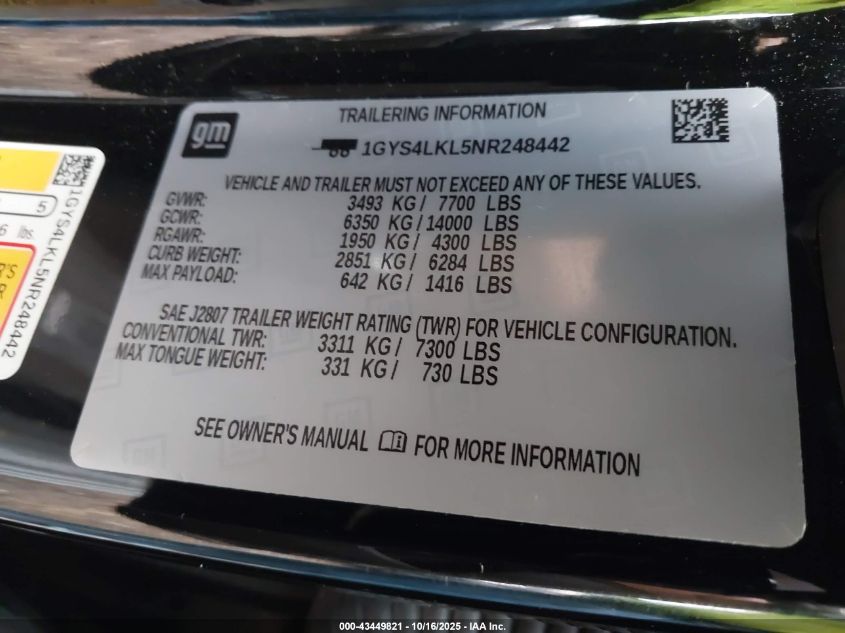 gm
TRAILERING INFORMATION
1GYS4LKL5NR248442
VEHICLE AND TRAILER MUST NOT EXCEED ANY OF THESE VALUES.
GVWR: 3493 KG / 7700 LBS
GCWR: 6350 KG / 14000 LBS
RGAWR: 1950 KG / 4300 LBS
CURB WEIGHT: 2851 KG / 6284 LBS
MAX PAYLOAD: 642 KG / 1416 LBS
SAE J2807 TRAILER WEIGHT RATING (TWR) FOR VEHICLE CONFIGURATION.
CONVENTIONAL TWR: 3311 KG / 7300 LBS
MAX TONGUE WEIGHT: 331 KG / 730 LBS
SEE OWNER'S MANUAL FOR MORE INFORMATION
5
6 lbs.
1GYS4LKL5NR248442
000-43449821 - 10/16/2025 - IAA Inc.